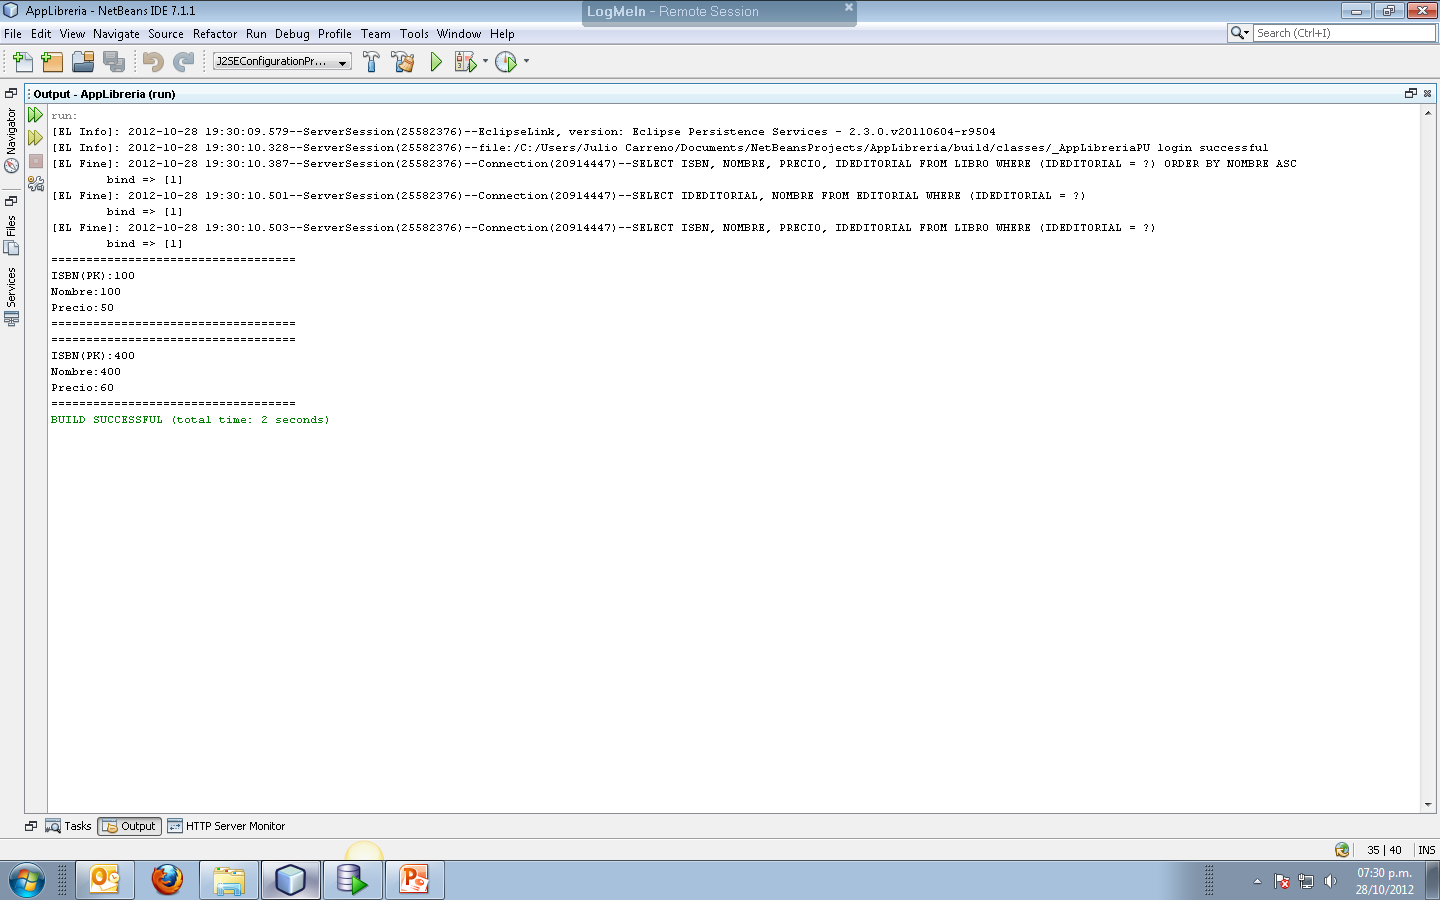 AppLibreria - NetBeans IDE 7.1.1
LogMeIn - Remote Session
File Edit View Navigate Source Refactor Run Debug Profile Team Tools Window Help
Search (Ctrl+I)
J2SEConfigurationPr...
Output - AppLibreria (run)
Navigator
Files
Services
run:
[EL Info]: 2012-10-28 19:30:09.579--ServerSession(25582376)--EclipseLink, version: Eclipse Persistence Services - 2.3.0.v20110604-r9504
[EL Info]: 2012-10-28 19:30:10.328--ServerSession(25582376)--file:/C:/Users/Julio Carreno/Documents/NetBeansProjects/AppLibreria/build/classes/_AppLibreriaPU login successful
[EL Fine]: 2012-10-28 19:30:10.387--ServerSession(25582376)--Connection(20914447)--SELECT ISBN, NOMBRE, PRECIO, IDEDITORIAL FROM LIBRO WHERE (IDEDITORIAL = ?) ORDER BY NOMBRE ASC
bind => [1]
[EL Fine]: 2012-10-28 19:30:10.501--ServerSession(25582376)--Connection(20914447)--SELECT IDEDITORIAL, NOMBRE FROM EDITORIAL WHERE (IDEDITORIAL = ?)
bind => [1]
[EL Fine]: 2012-10-28 19:30:10.503--ServerSession(25582376)--Connection(20914447)--SELECT ISBN, NOMBRE, PRECIO, IDEDITORIAL FROM LIBRO WHERE (IDEDITORIAL = ?)
bind => [1]
===================================
ISBN(PK):100
Nombre:100
Precio:50
===================================
===================================
ISBN(PK):400
Nombre:400
Precio:60
===================================
BUILD SUCCESSFUL (total time: 2 seconds)
Tasks Output HTTP Server Monitor
35 | 40 INS
07:30 p.m.
28/10/2012